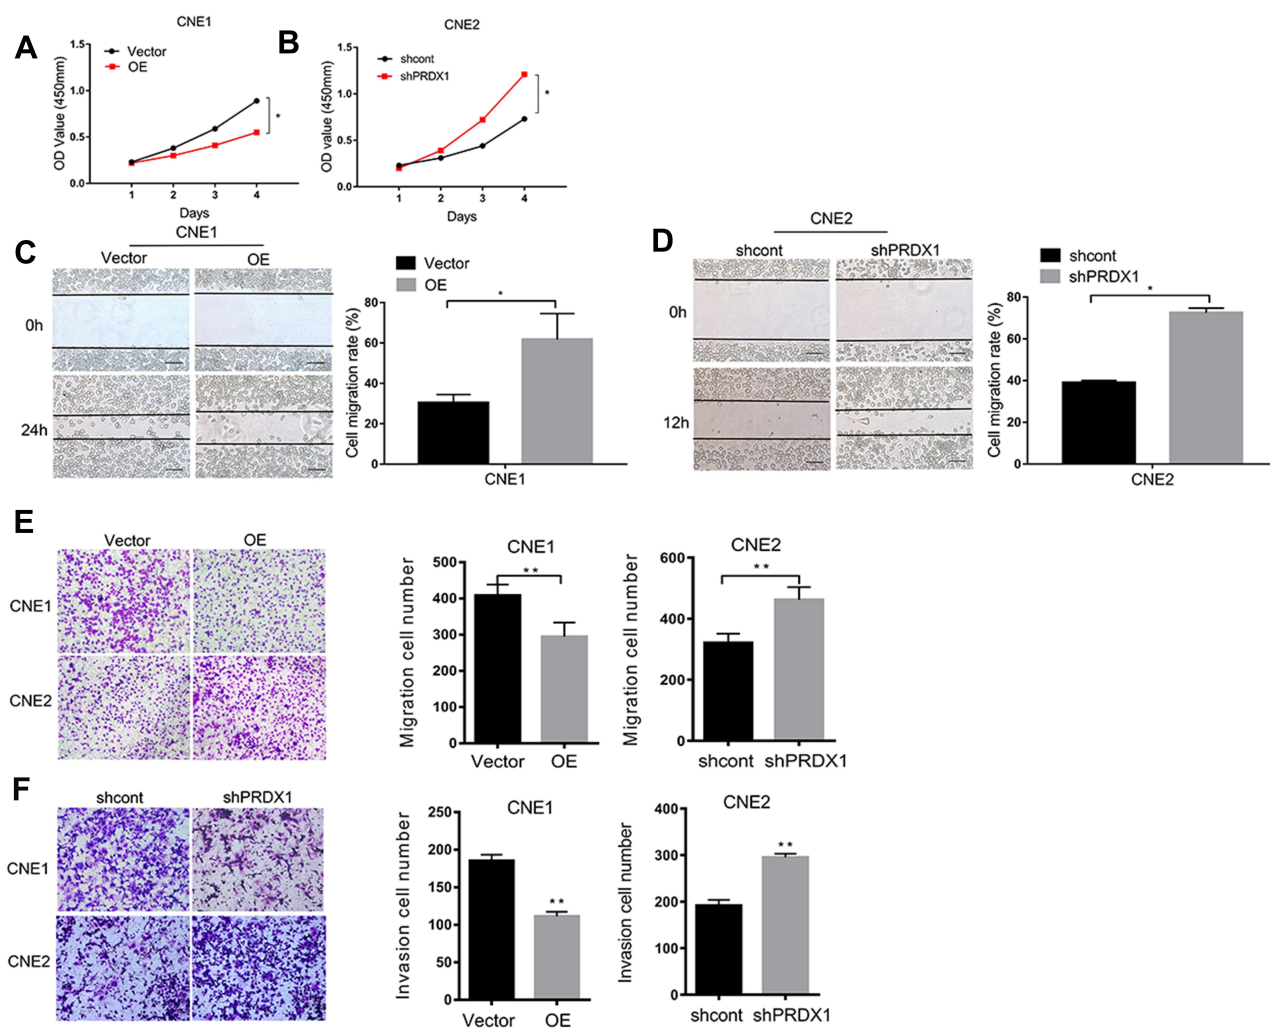 A
CNE1
OD Value (450mm)
1.5
1.0
0.5
0.0
Vector
OE
*
1 2 3 4
Days
B
CNE2
OD value (450mm)
1.5
1.0
0.5
0.0
shcont
shPRDX1
*
1 2 3 4
Days
C
CNE1
Vector OE
0h
24h
Vector
OE
Cell migration rate (%)
80
60
40
20
0
*
CNE1
D
CNE2
shcont shPRDX1
0h
12h
shcont
shPRDX1
Cell migration rate (%)
80
60
40
20
0
*
CNE2
E
Vector OE
CNE1
CNE2
CNE1
Migration cell number
500
400
300
200
100
0
**
Vector OE
CNE2
Migration cell number
600
400
200
0
**
shcont shPRDX1
F
shcont shPRDX1
CNE1
CNE2
CNE1
Invasion cell number
250
200
150
100
50
0
**
Vector OE
CNE2
Invasion cell number
400
300
200
100
0
**
shcont shPRDX1